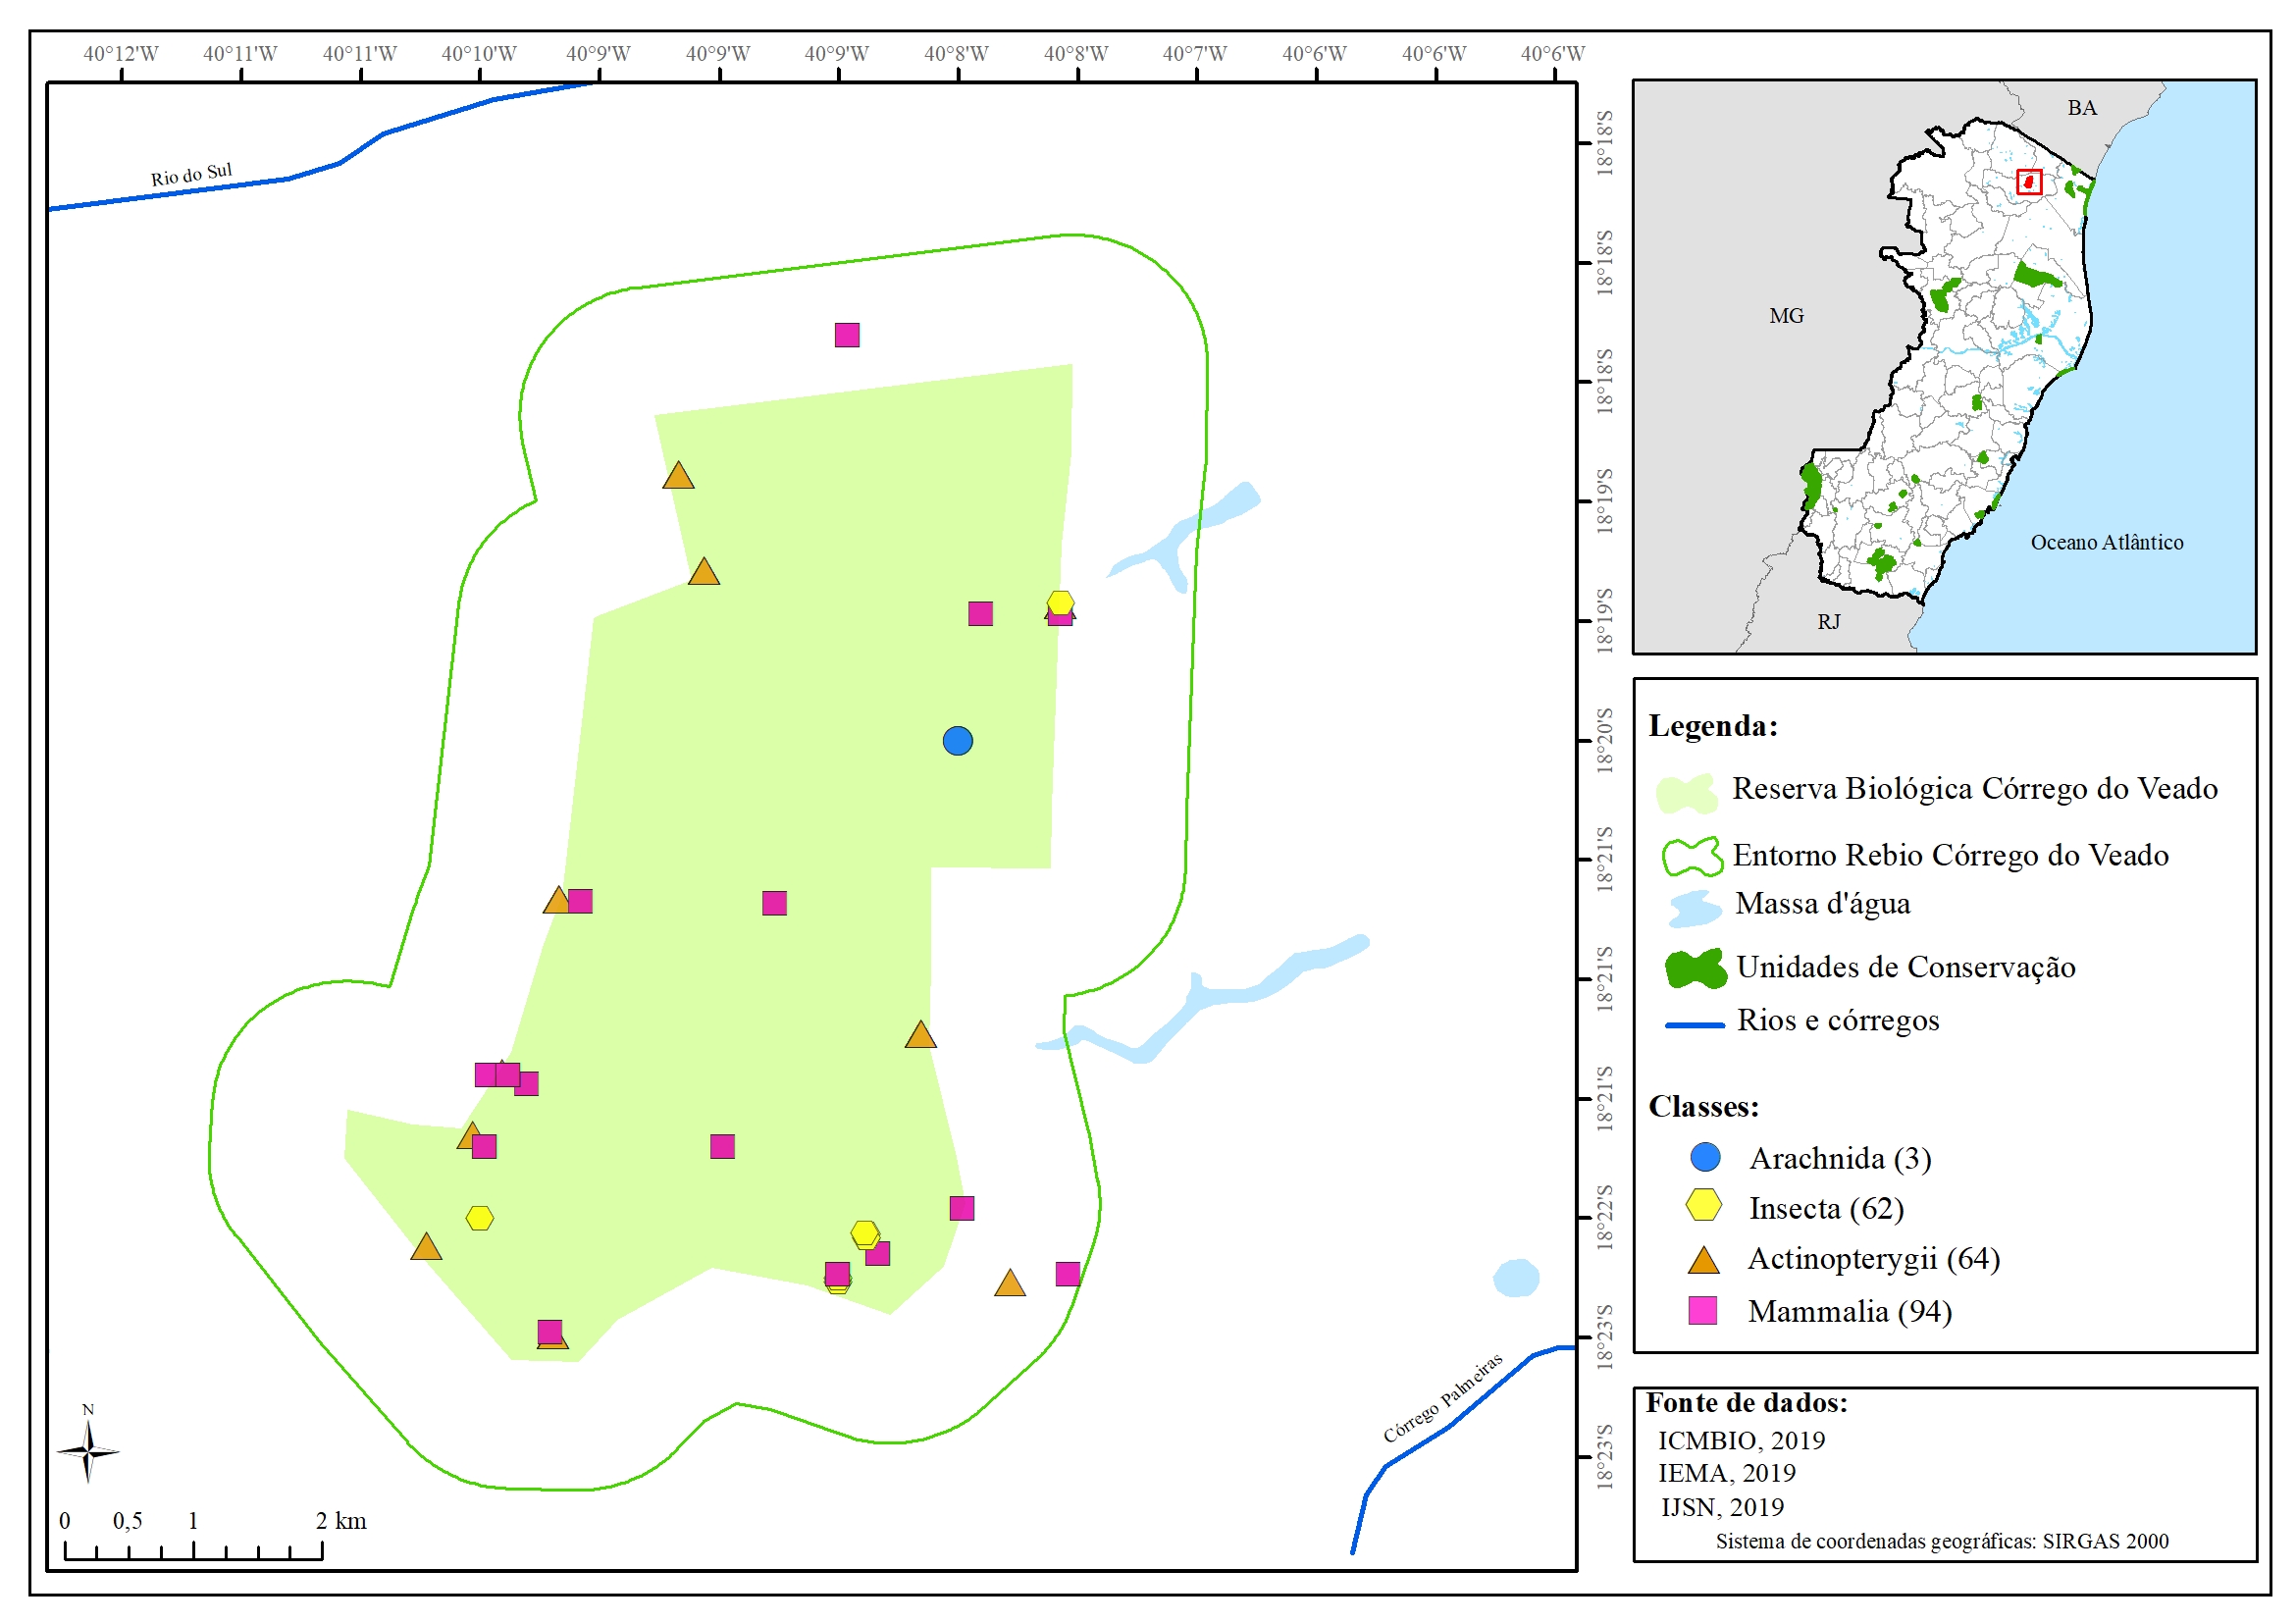 40°12'W 40°11'W 40°11'W 40°10'W 40°9'W 40°9'W 40°9'W 40°8'W 40°8'W 40°7'W 40°6'W 40°6'W 40°6'W
Rio do Sul
18°18'S
18°18'S
18°18'S
18°19'S
18°19'S
18°20'S
18°21'S
18°21'S
18°21'S
18°22'S
18°23'S
18°23'S
Córrego Palmeiras
N
0 0,5 1 2 km
BA
MG
Oceano Atlântico
RJ
Legenda:
Reserva Biológica Córrego do Veado
Entorno Rebio Córrego do Veado
Massa d'água
Unidades de Conservação
Rios e córregos
Classes:
Arachnida (3)
Insecta (62)
Actinopterygii (64)
Mammalia (94)
Fonte de dados:
ICMBIO, 2019
IEMA, 2019
IJSN, 2019
Sistema de coordenadas geográficas: SIRGAS 2000